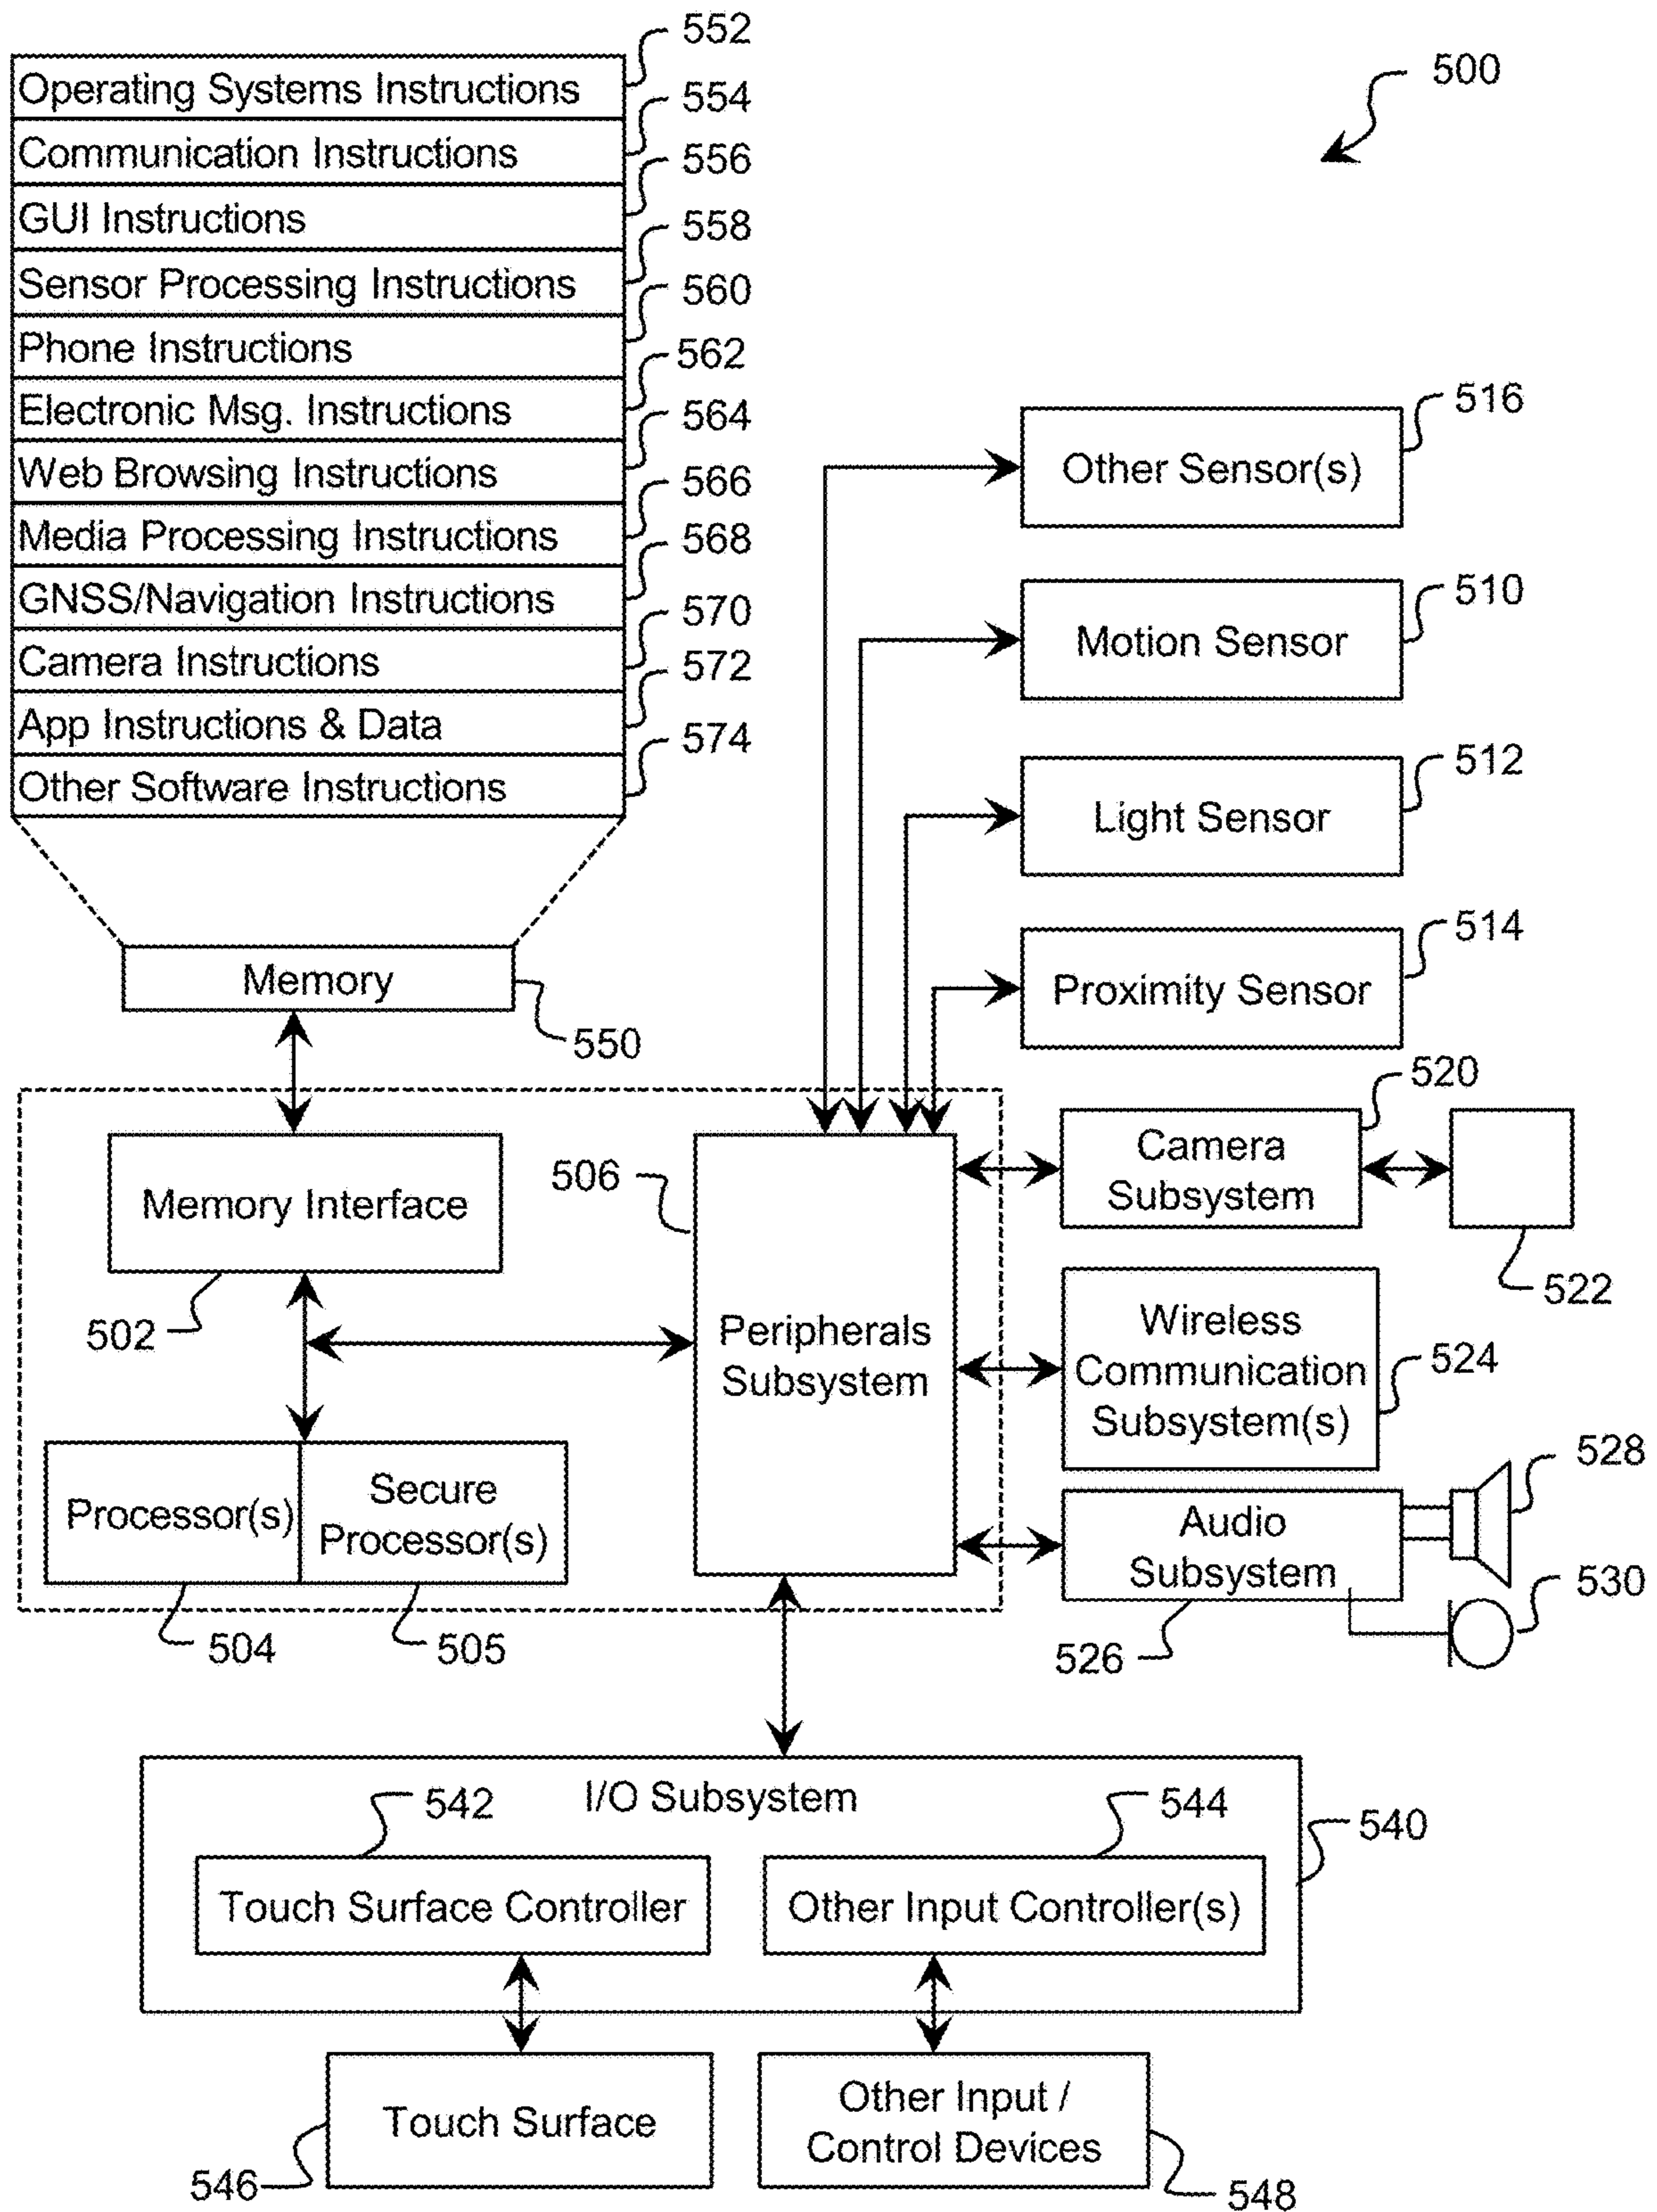 552
Operating Systems Instructions
554
Communication Instructions
556
GUI Instructions
558
Sensor Processing Instructions
560
Phone Instructions
562
Electronic Msg. Instructions
564
Web Browsing Instructions
566
Media Processing Instructions
568
GNSS/Navigation Instructions
570
Camera Instructions
572
App Instructions & Data
574
Other Software Instructions
500
516
Other Sensor(s)
510
Motion Sensor
512
Light Sensor
514
Proximity Sensor
Memory
550
520
Camera
Subsystem
522
Memory Interface
502
506
Peripherals
Subsystem
Wireless
Communication
Subsystem(s)
524
Processor(s)
504
Secure
Processor(s)
505
Audio
Subsystem
526
528
530
I/O Subsystem
540
542
Touch Surface Controller
544
Other Input Controller(s)
Touch Surface
546
Other Input /
Control Devices
548